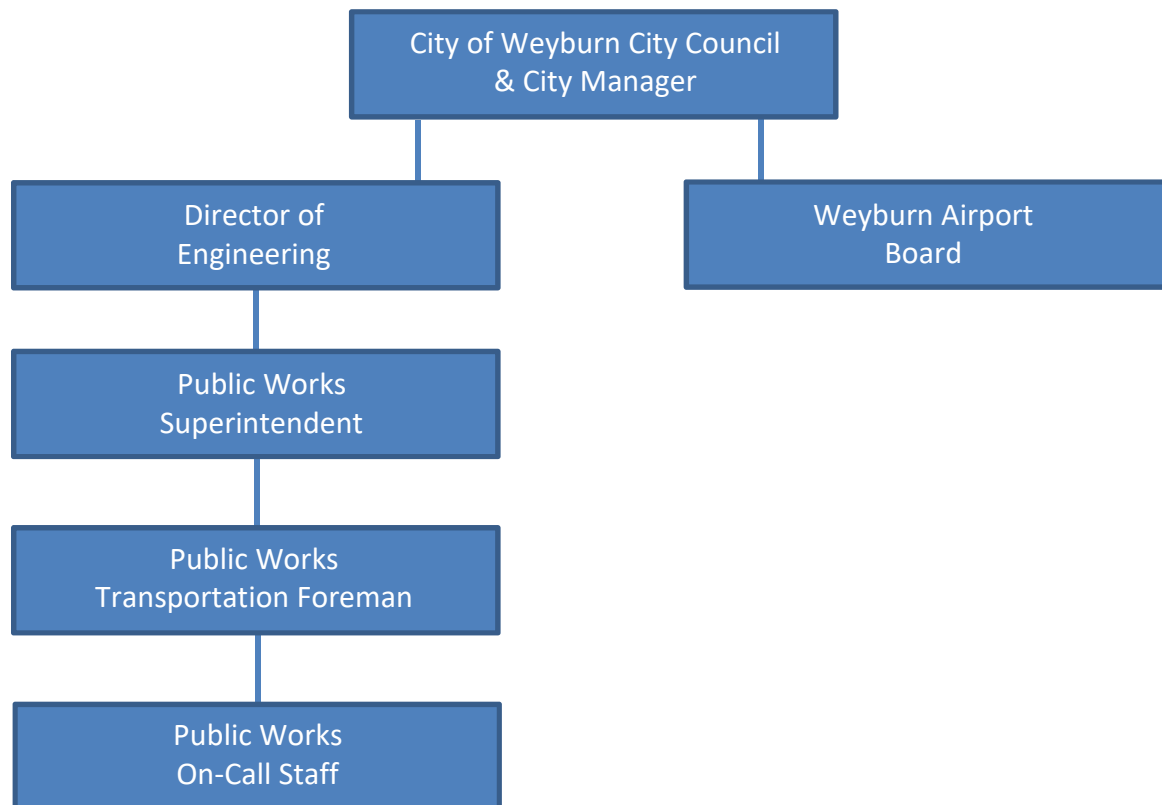 City of Weyburn City Council
& City Manager
Director of
Engineering
Weyburn Airport
Board
Public Works
Superintendent
Public Works
Transportation Foreman
Public Works
On-Call Staff